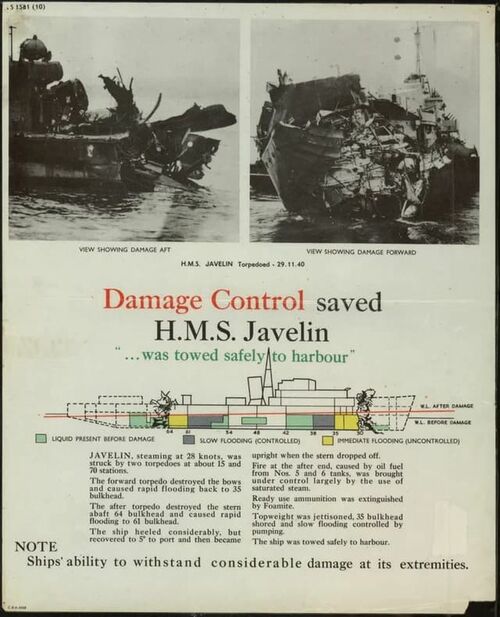 S 1581 (10)
VIEW SHOWING DAMAGE AFT
VIEW SHOWING DAMAGE FORWARD
H.M.S. JAVELIN Torpedoed - 29.11.40
Damage Control saved
H.M.S. Javelin
"...was towed safely to harbour"
W.L. AFTER DAMAGE
W.L. BEFORE DAMAGE
64 61 54 48 42 38 35
LIQUID PRESENT BEFORE DAMAGE
SLOW FLOODING (CONTROLLED)
IMMEDIATE FLOODING (UNCONTROLLED)
JAVELIN, steaming at 28 knots, was
struck by two torpedoes at about 15 and
70 stations.
The forward torpedo destroyed the bows
and caused rapid flooding back to 35
bulkhead.
The after torpedo destroyed the stern
abaft 64 bulkhead and caused rapid
flooding to 61 bulkhead.
The ship heeled considerably, but
recovered to 5° to port and then became
upright when the stern dropped off.
Fire at the after end, caused by oil fuel
from Nos. 5 and 6 tanks, was brought
under control largely by the use of
saturated steam.
Ready use ammunition was extinguished
by Foamite.
Topweight was jettisoned, 35 bulkhead
shored and slow flooding controlled by
pumping.
The ship was towed safely to harbour.
NOTE
Ships' ability to withstand considerable damage at its extremities.